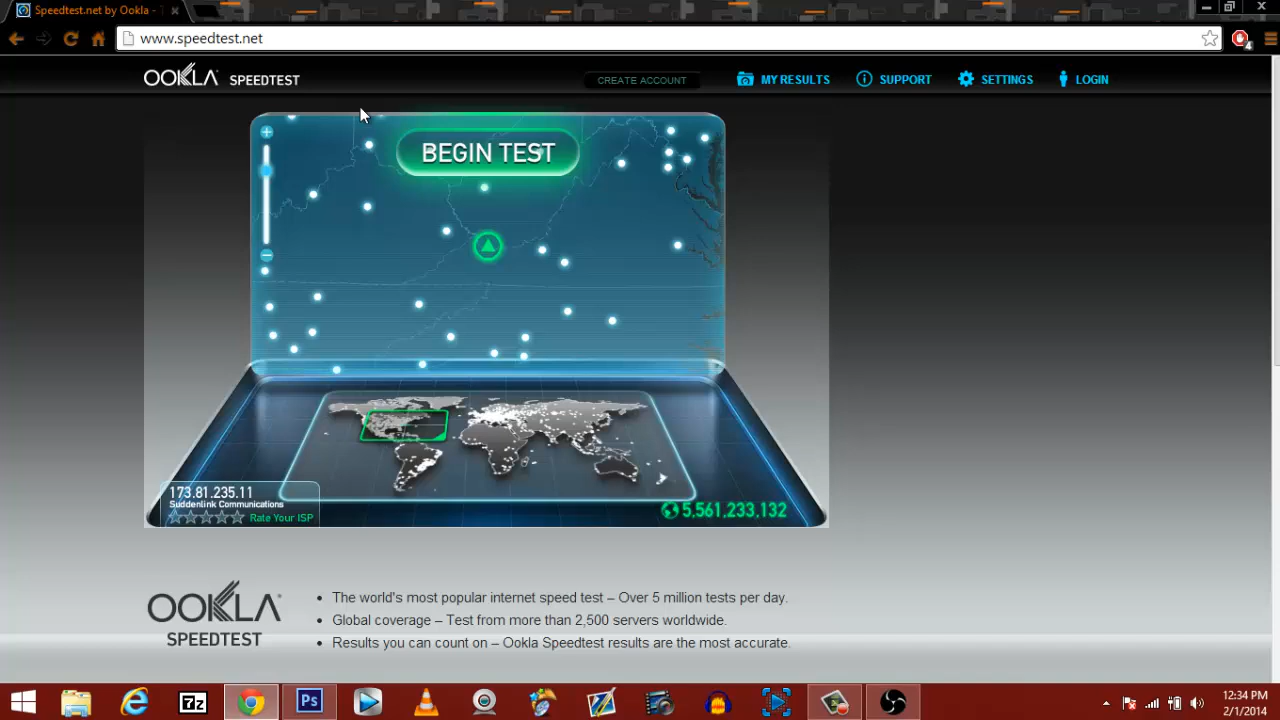 Speedtest.net by Ookla -
www.speedtest.net
4
OOKLA SPEEDTEST
CREATE ACCOUNT
MY RESULTS
SUPPORT
SETTINGS
LOGIN
BEGIN TEST
173.81.235.11
Suddenlink Communications
Rate Your ISP
5,561,233,132
OOKLA
SPEEDTEST
• The world's most popular internet speed test – Over 5 million tests per day.
• Global coverage – Test from more than 2,500 servers worldwide.
• Results you can count on – Ookla Speedtest results are the most accurate.
7z
Ps
12:34 PM
2/1/2014